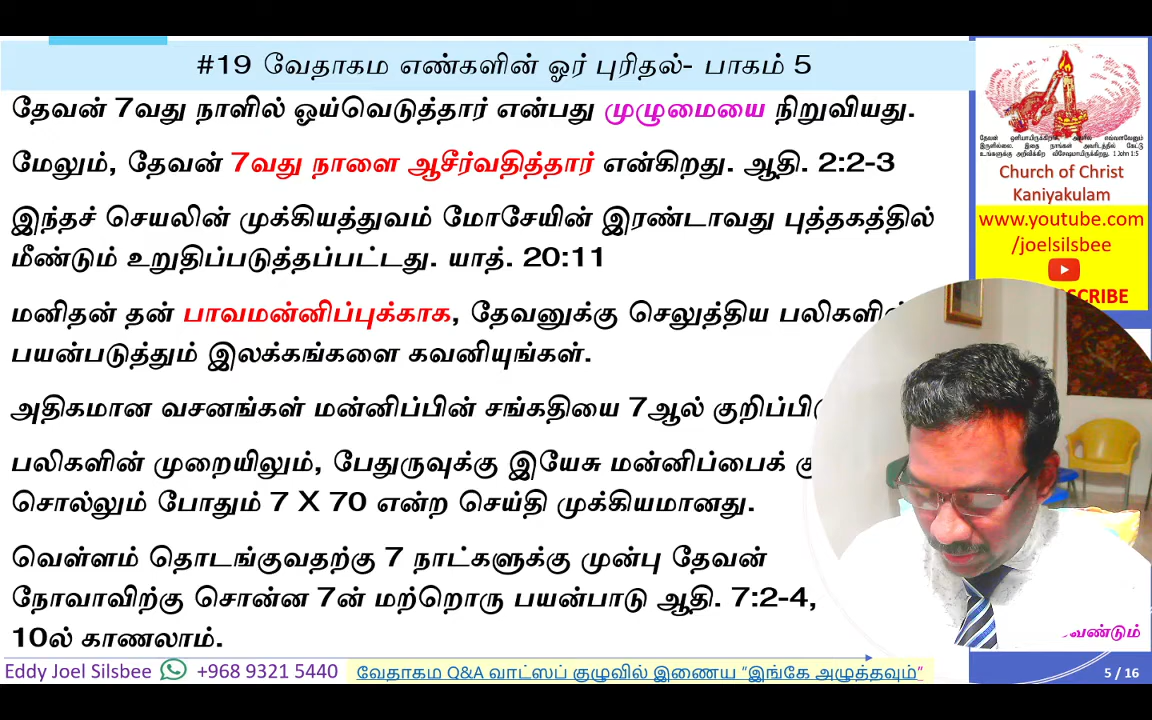 #19 வேதாகம எண்களின் ஓர் புரிதல்- பாகம் 5
தேவன் 7வது நாளில் ஓய்வெடுத்தார் என்பது முழுமையை நிறுவியது.
மேலும், தேவன் 7வது நாளை ஆசீர்வதித்தார் என்கிறது. ஆதி. 2:2-3
இந்தச் செயலின் முக்கியத்துவம் மோசேயின் இரண்டாவது புத்தகத்தில்
மீண்டும் உறுதிப்படுத்தப்பட்டது. யாத். 20:11
மனிதன் தன் பாவமன்னிப்புக்காக, தேவனுக்கு செலுத்திய பலிகளின்
பயன்படுத்தும் இலக்கங்களை கவனியுங்கள்.
அதிகமான வசனங்கள் மன்னிப்பின் சங்கதியை 7ஆல்
பலிகளின் முறையிலும், பேதுருவுக்கு இயேசு மன்னிப்பைக்
சொல்லும் போதும் 7 X 70 என்ற செய்தி முக்கியமானது.
வெள்ளம் தொடங்குவதற்கு 7 நாட்களுக்கு முன்பு தேவன்
நோவாவிற்கு சொன்ன 7ன் மற்றொரு பயன்பாடு ஆதி. 7:2-4,
10ல் காணலாம்.
Church of Christ
Kaniyakulam
www.youtube.com
/joelsilsbee
SCRIBE
வேண்டும்
Eddy Joel Silsbee +968 9321 5440 வேதாகம Q&A வாட்ஸப் குழுவில் இணைய "இங்கே அழுத்தவும்"
5 / 16